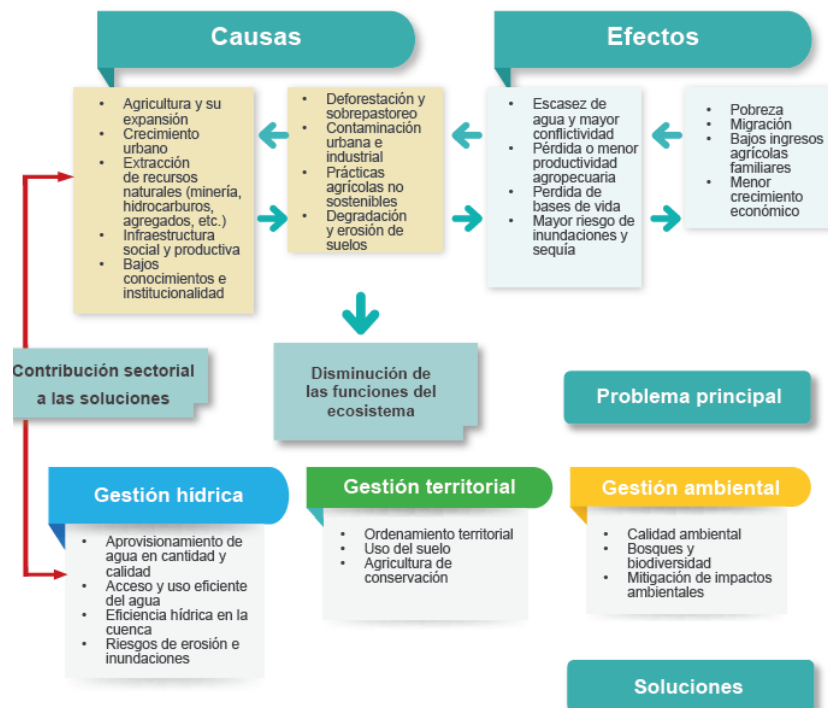 Causas
Efectos
• Agricultura y su
expansión
• Crecimiento
urbano
• Extracción
de recursos
naturales (minería,
hidrocarburos,
agregados, etc.)
• Infraestructura
social y productiva
• Bajos
conocimientos e
institucionalidad
• Deforestación y
sobrepastoreo
• Contaminación
urbana e
industrial
• Prácticas
agrícolas no
sostenibles
• Degradación
y erosión de
suelos
• Escasez de
agua y mayor
conflictividad
• Pérdida o menor
productividad
agropecuria
• Perdida de
bases de vida
• Mayor riesgo de
inundaciones y
sequía
• Pobreza
• Migración
• Bajos ingresos
agrícolas
familiares
• Menor
crecimiento
económico
Contribución sectorial
a las soluciones
Disminución de
las funciones del
ecosistema
Problema principal
Gestión hídrica
• Aprovisionamiento de
agua en cantidad y
calidad
• Acceso y uso eficiente
del agua
• Eficiencia hídrica en la
cuenca
• Riesgos de erosión e
inundaciones
Gestión territorial
• Ordenamiento territorial
• Uso del suelo
• Agricultura de
conservación
Gestión ambiental
• Calidad ambiental
• Bosques y
biodiversidad
• Mitigación de impactos
ambientales
Soluciones